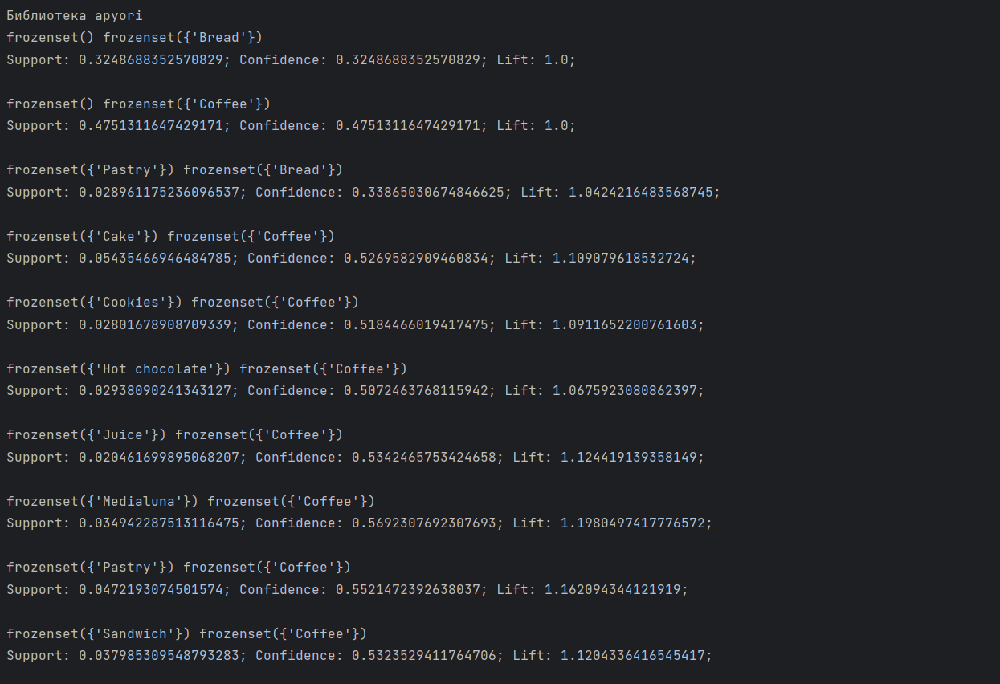 Библиотека apyori
frozenset() frozenset({'Bread'})
Support: 0.3248688352570829; Confidence: 0.3248688352570829; Lift: 1.0;
frozenset() frozenset({'Coffee'})
Support: 0.4751311647429171; Confidence: 0.4751311647429171; Lift: 1.0;
frozenset({'Pastry'}) frozenset({'Bread'})
Support: 0.028961175236096537; Confidence: 0.33865030674846625; Lift: 1.0424216483568745;
frozenset({'Cake'}) frozenset({'Coffee'})
Support: 0.05435466946484785; Confidence: 0.5269582909460834; Lift: 1.109079618532724;
frozenset({'Cookies'}) frozenset({'Coffee'})
Support: 0.02801678908709339; Confidence: 0.5184466019417475; Lift: 1.0911652200761603;
frozenset({'Hot chocolate'}) frozenset({'Coffee'})
Support: 0.02938090241343127; Confidence: 0.5072463768115942; Lift: 1.0675923080862397;
frozenset({'Juice'}) frozenset({'Coffee'})
Support: 0.020461699895068207; Confidence: 0.5342465753424658; Lift: 1.124419139358149;
frozenset({'Medialuna'}) frozenset({'Coffee'})
Support: 0.034942287513116475; Confidence: 0.5692307692307693; Lift: 1.1980497417776572;
frozenset({'Pastry'}) frozenset({'Coffee'})
Support: 0.0472193074501574; Confidence: 0.5521472392638037; Lift: 1.162094344121919;
frozenset({'Sandwich'}) frozenset({'Coffee'})
Support: 0.037985309548793283; Confidence: 0.5323529411764706; Lift: 1.1204336416545417;